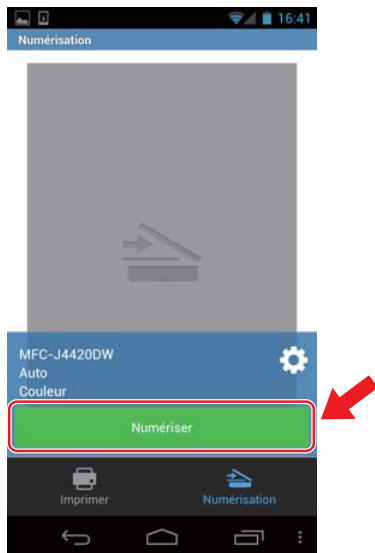 16:41
Numérisation
MFC-J4420DW
Auto
Couleur
Numériser
Imprimer
Numérisation